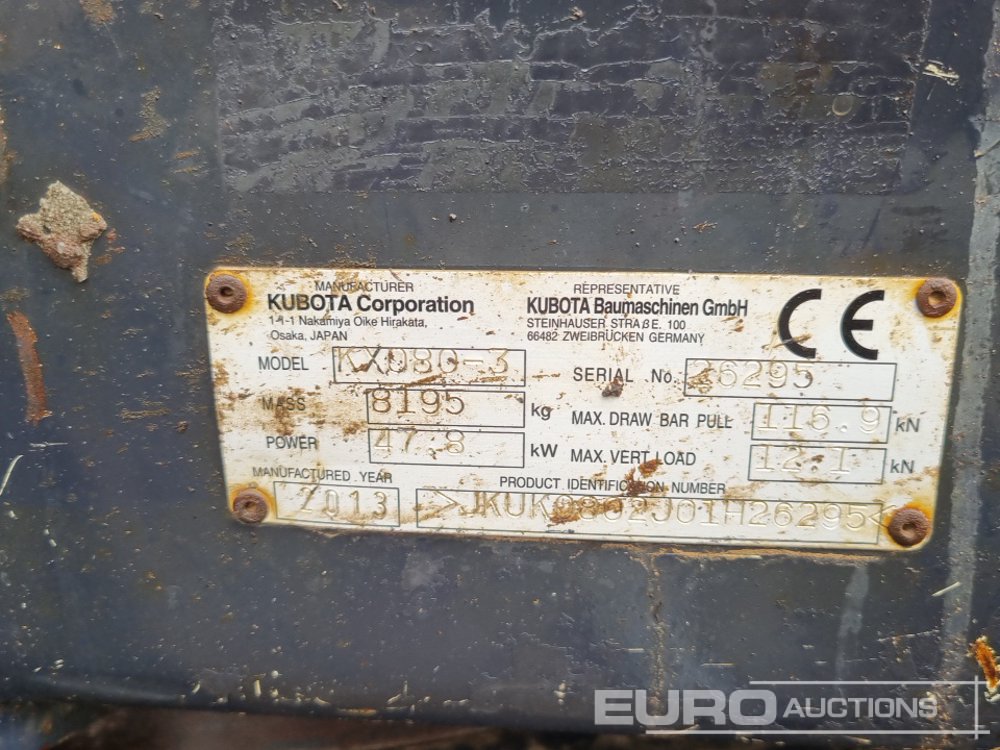 MANUFACTURER
KUBOTA Corporation
1-1-1 Nakamiya Oike Hirakata,
Osaka, JAPAN
REPRESENTATIVE
KUBOTA Baumaschinen GmbH
STEINHAUSER STRAßE. 100
66482 ZWEIBRÜCKEN GERMANY
CE
MODEL KX080-3
SERIAL No. 26295
MASS 8195 kg
MAX. DRAW BAR PULL 116.9 kN
POWER 47.8 kW
MAX. VERT LOAD 12.1 kN
MANUFACTURED YEAR 2013
PRODUCT IDENTIFICATION NUMBER
>JKUK0802J01H26295<
EURO AUCTIONS